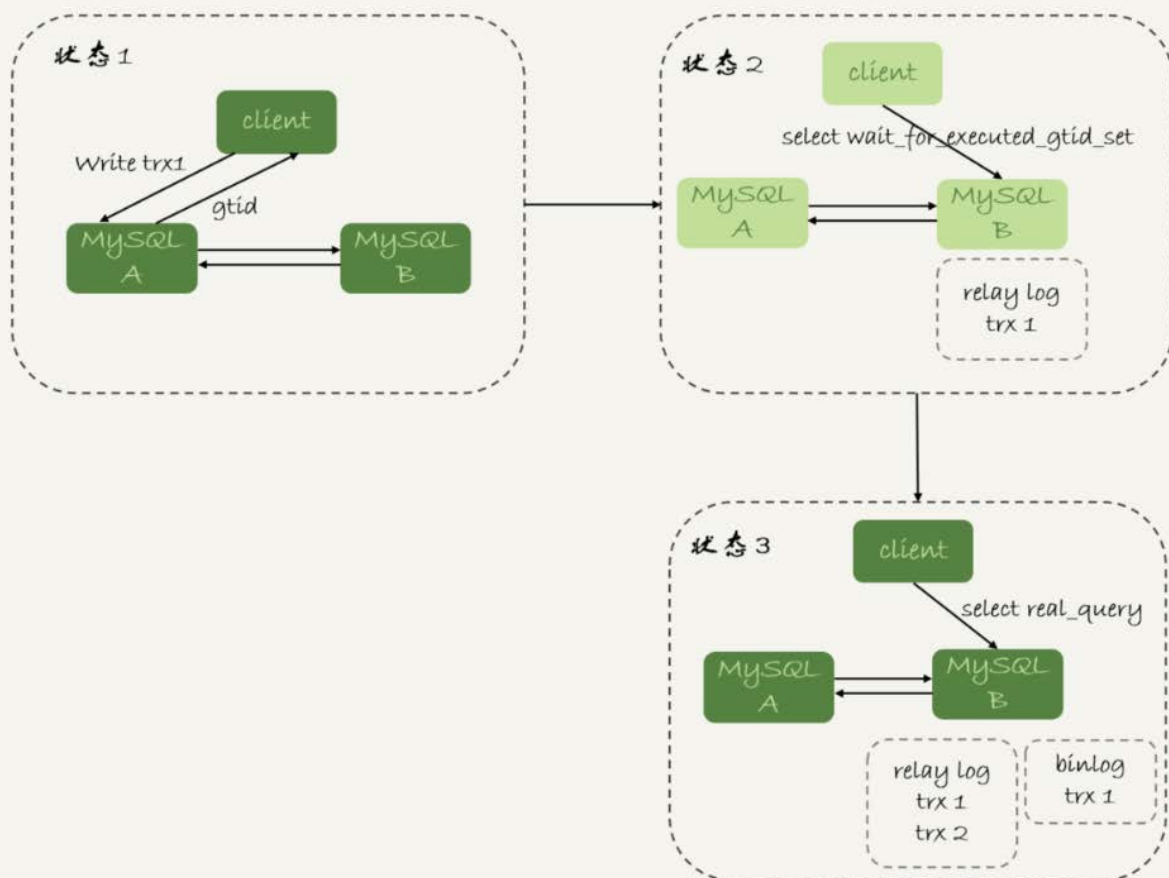 状态1
client
Write trx1
gtid
MySQL
A
MySQL
B
状态2
client
select wait_for_executed_gtid_set
MySQL
A
MySQL
B
relay log
trx 1
状态3
client
select real_query
MySQL
A
MySQL
B
relay log
trx 1
trx 2
binlog
trx 1